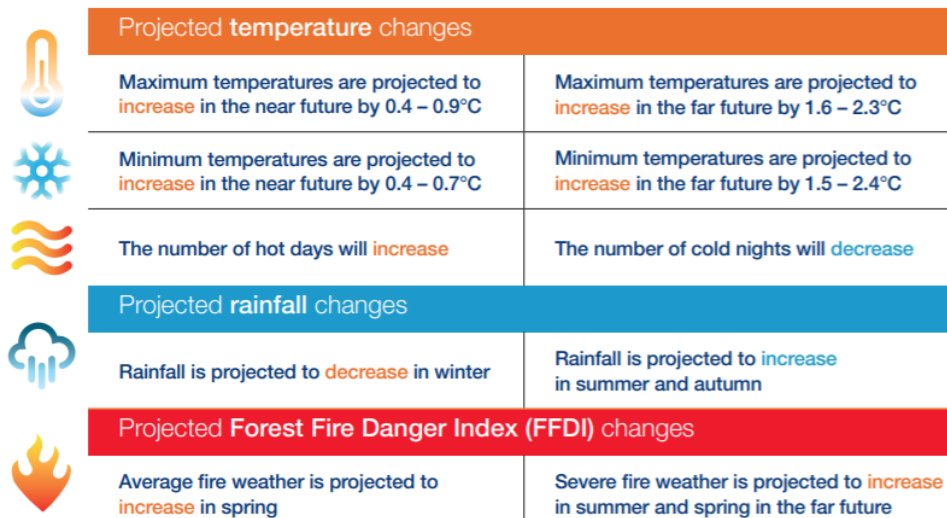 Projected temperature changes
Maximum temperatures are projected to
increase in the near future by 0.4 – 0.9°C
Maximum temperatures are projected to
increase in the far future by 1.6 – 2.3°C
Minimum temperatures are projected to
increase in the near future by 0.4 – 0.7°C
Minimum temperatures are projected to
increase in the far future by 1.5 – 2.4°C
The number of hot days will increase
The number of cold nights will decrease
Projected rainfall changes
Rainfall is projected to decrease in winter
Rainfall is projected to increase
in summer and autumn
Projected Forest Fire Danger Index (FFDI) changes
Average fire weather is projected to
increase in spring
Severe fire weather is projected to increase
in summer and spring in the far future